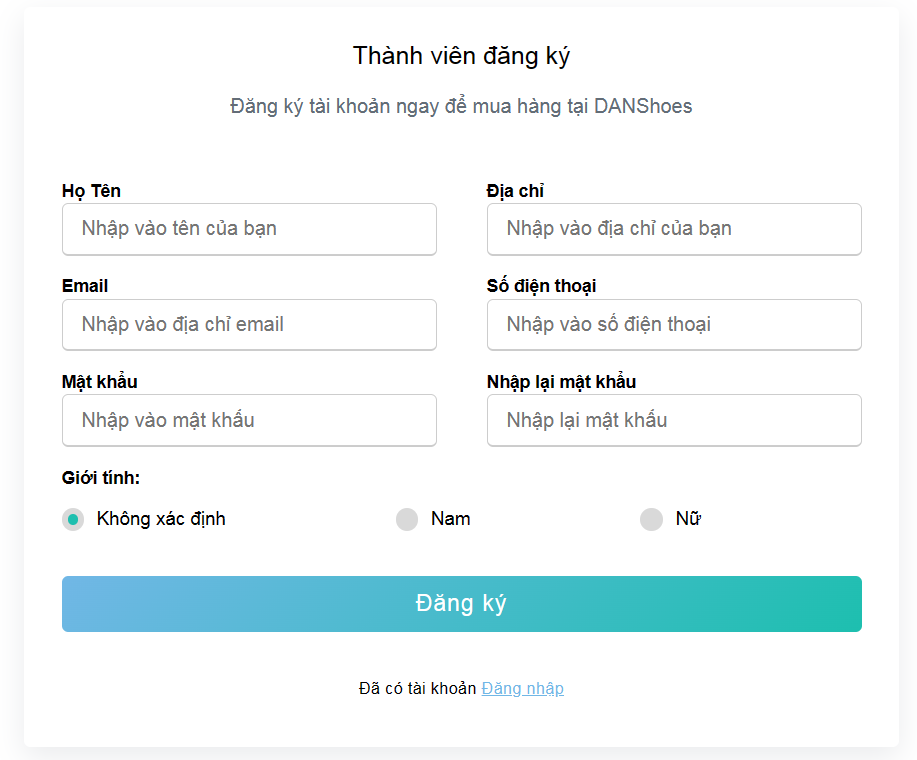 Thành viên đăng ký
Đăng ký tài khoản ngay để mua hàng tại DANShoes
Họ Tên
Địa chỉ
Nhập vào tên của bạn
Nhập vào địa chỉ của bạn
Email
Số điện thoại
Nhập vào địa chỉ email
Nhập vào số điện thoại
Mật khẩu
Nhập lại mật khẩu
Nhập vào mật khẩu
Nhập lại mật khẩu
Giới tính:
Không xác định
Nam
Nữ
Đăng ký
Đã có tài khoản Đăng nhập